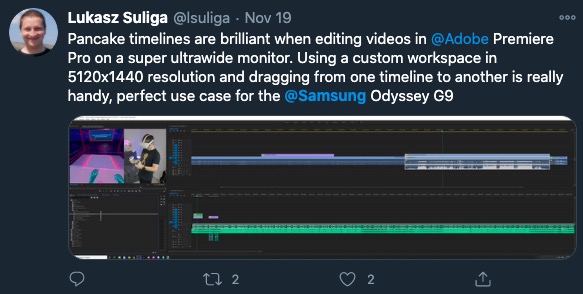 Lukasz Suliga @lsuliga · Nov 19
Pancake timelines are brilliant when editing videos in @Adobe Premiere
Pro on a super ultrawide monitor. Using a custom workspace in
5120x1440 resolution and dragging from one timeline to another is really
handy, perfect use case for the @Samsung Odyssey G9
2 2